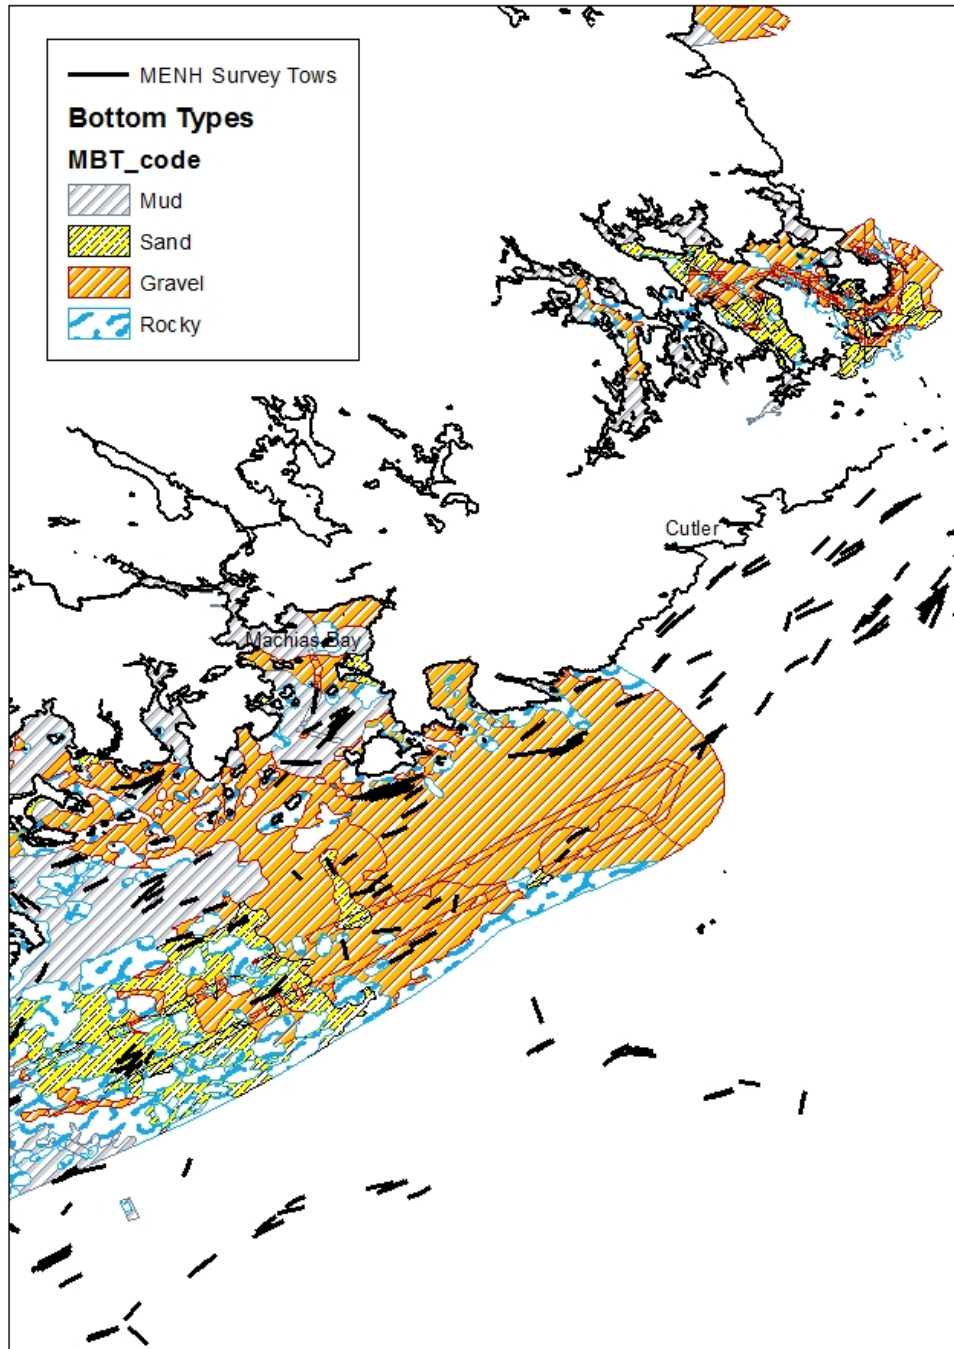 MENH Survey Tows
Bottom Types
MBT_code
Mud
Sand
Gravel
Rocky
Cutler
Machias Bay